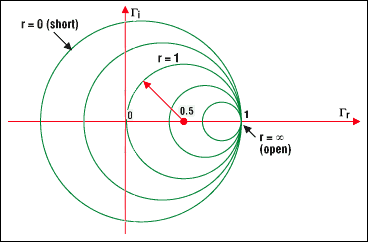 Γi
r = 0 (short)
r = 1
0.5
0
1
Γr
r = ∞
(open)